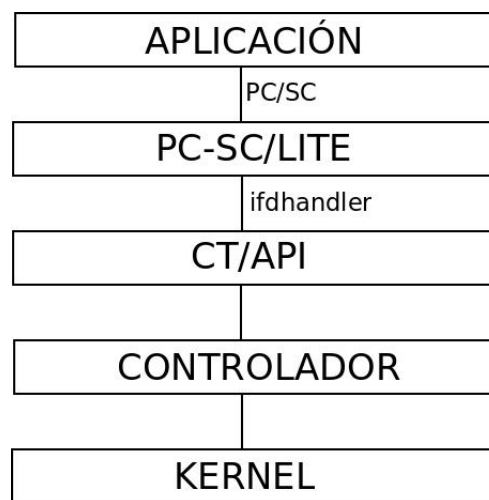 APLICACIÓN
PC/SC
PC-SC/LITE
ifdhandler
CT/API
CONTROLADOR
KERNEL